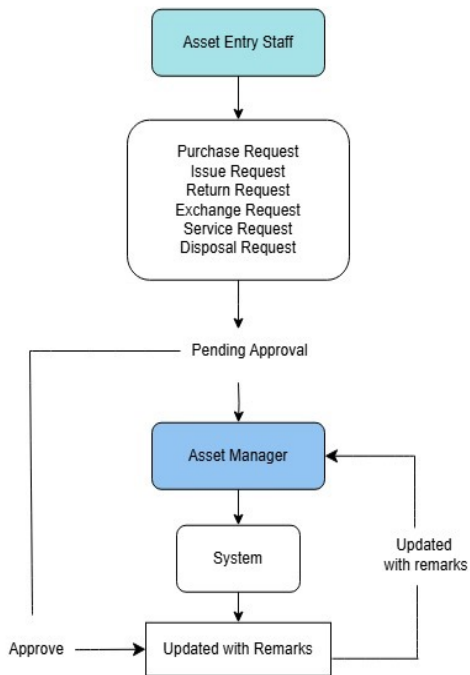 Asset Entry Staff
Purchase Request
Issue Request
Return Request
Exchange Request
Service Request
Disposal Request
Pending Approval
Asset Manager
System
Updated
with remarks
Approve
Updated with Remarks